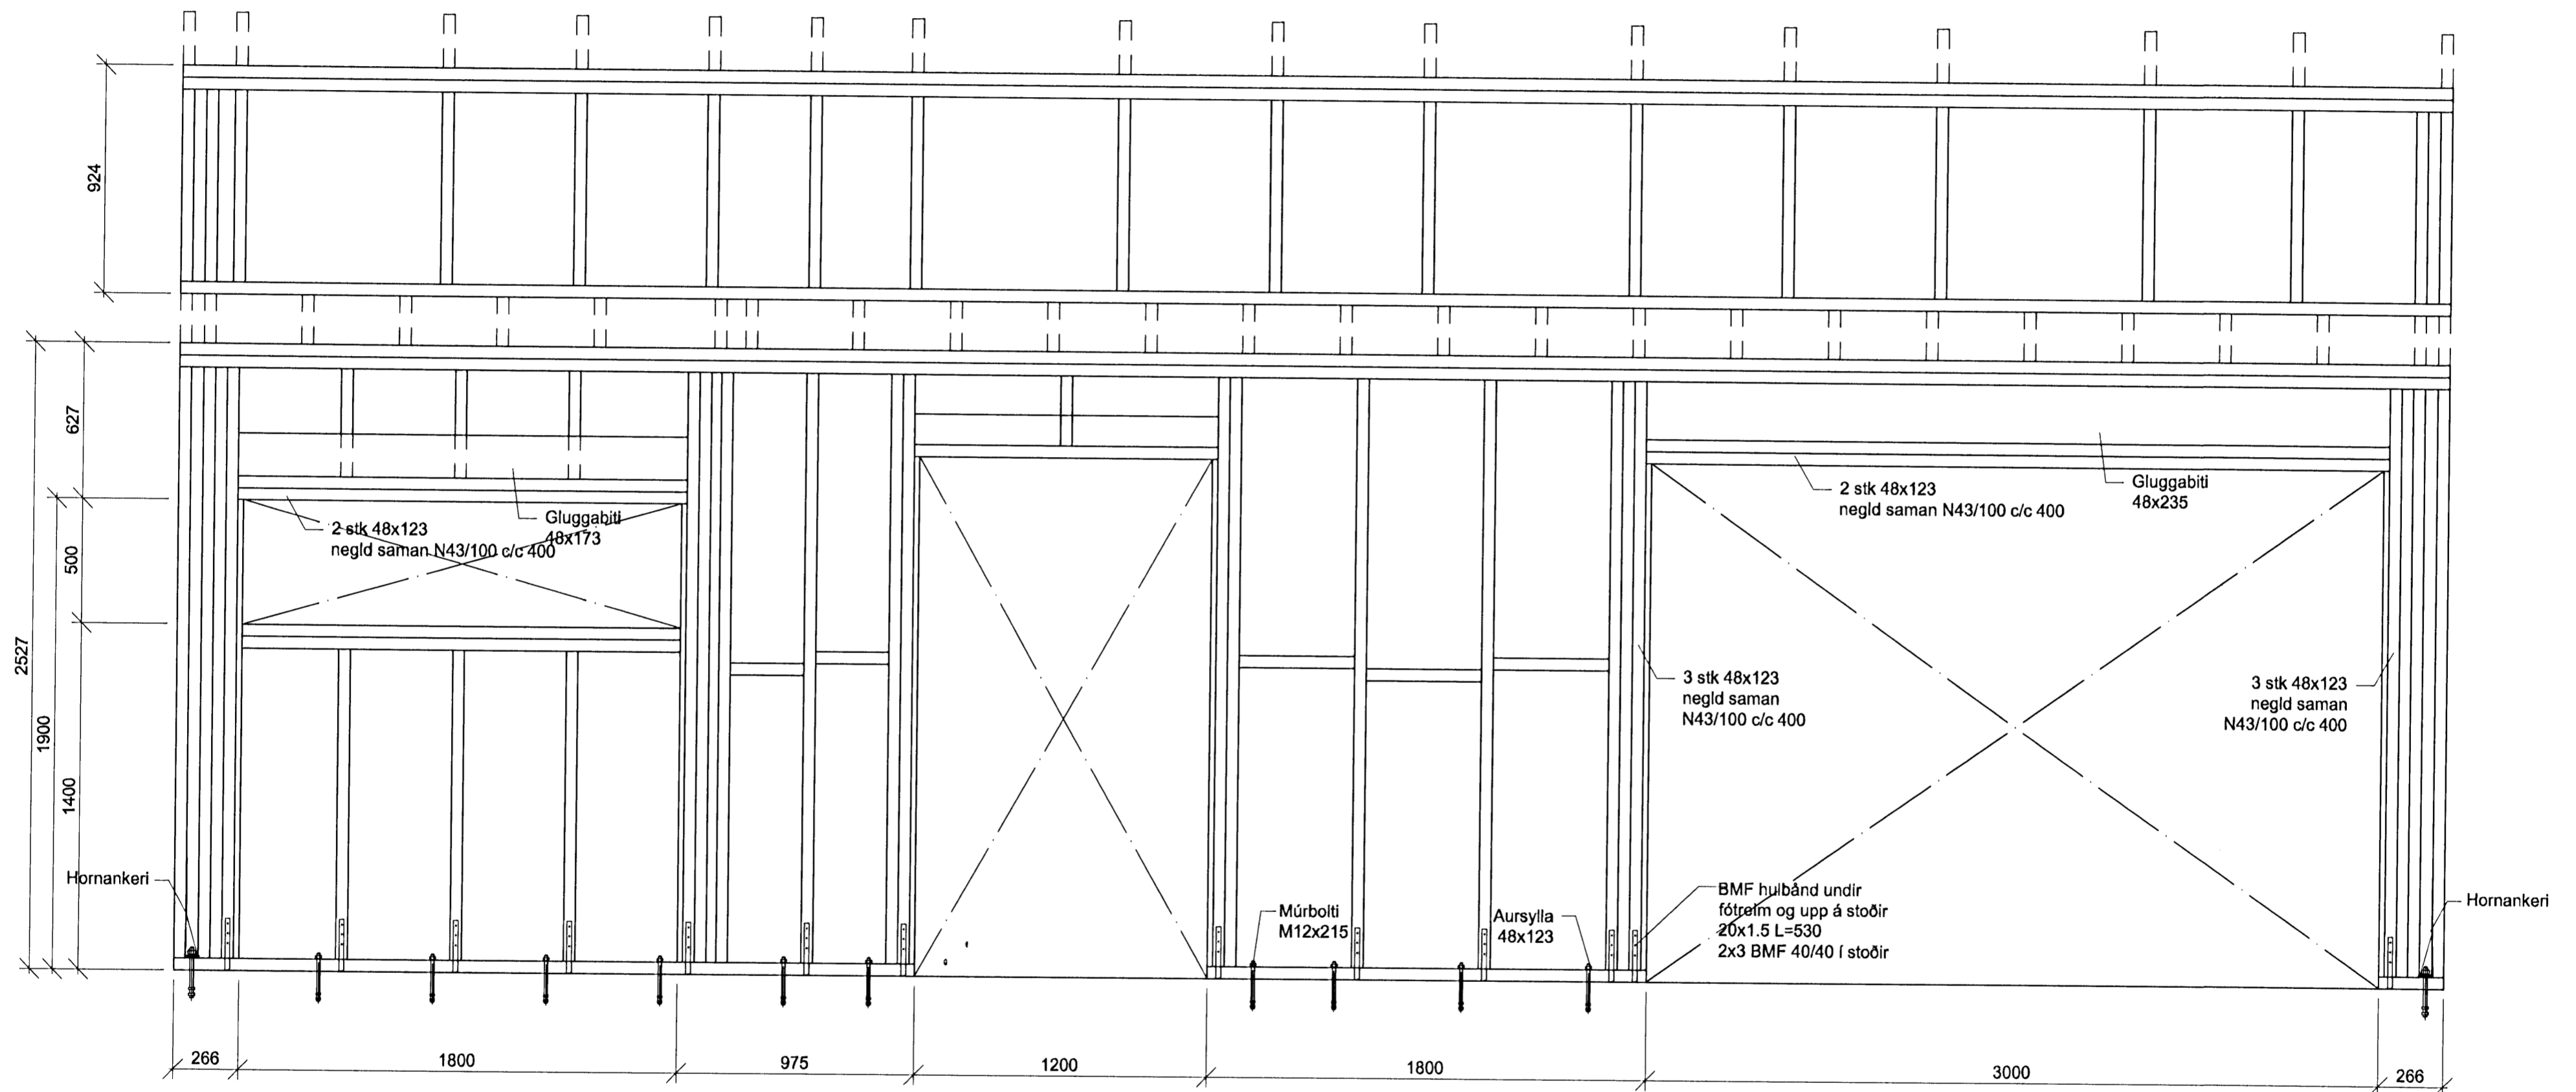 924
627
500
2527
1900
1400
2 stk 48x123
negld saman N43/100 c/c 400
Gluggabiti
48x173
2 stk 48x123
negld saman N43/100 c/c 400
Gluggabiti
48x235
3 stk 48x123
negld saman
N43/100 c/c 400
3 stk 48x123
negld saman
N43/100 c/c 400
Hornankeri
Múrbolti
M12x215
Aursylla
48x123
BMF hulbánd undir
fótreim og upp á stoðir
20x1.5 L=530
2x3 BMF 40/40 í stoðir
Hornankeri
266
1800
975
1200
1800
3000
266